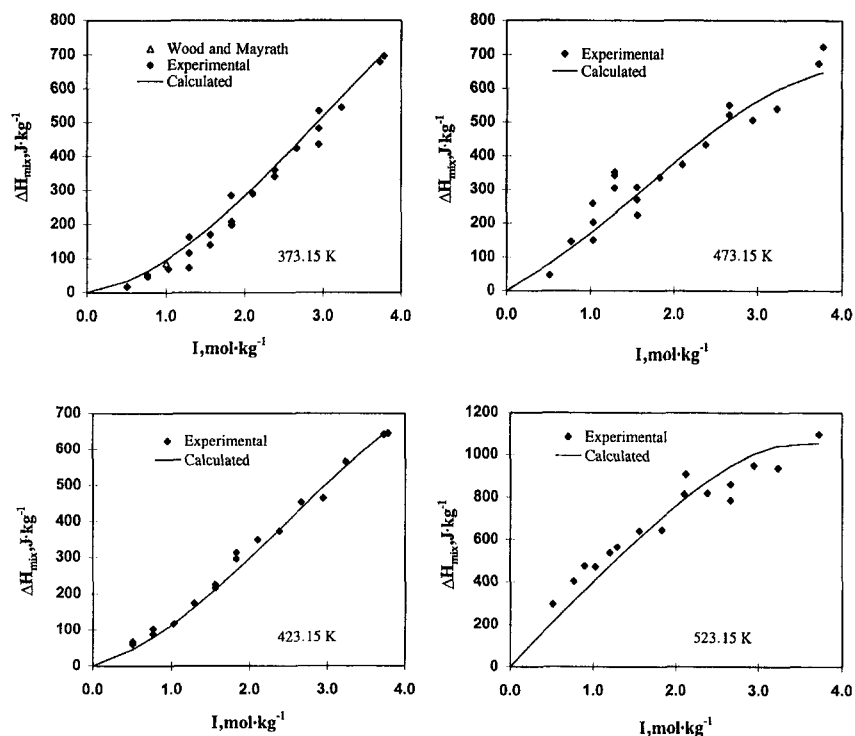 800
700
600
500
400
300
200
100
0
ΔH_mix,J·kg⁻¹
△ Wood and Mayrath
◆ Experimental
— Calculated
373.15 K
0.0 1.0 2.0 3.0 4.0
I,mol·kg⁻¹
800
700
600
500
400
300
200
100
0
ΔH_mix,J·kg⁻¹
◆ Experimental
— Calculated
473.15 K
0.0 1.0 2.0 3.0 4.0
I,mol·kg⁻¹
700
600
500
400
300
200
100
0
ΔH_mix,J·kg⁻¹
◆ Experimental
— Calculated
423.15 K
0.0 1.0 2.0 3.0 4.0
I,mol·kg⁻¹
1200
1000
800
600
400
200
0
ΔH_mix,J·kg⁻¹
◆ Experimental
— Calculated
523.15 K
0.0 1.0 2.0 3.0 4.0
I,mol·kg⁻¹